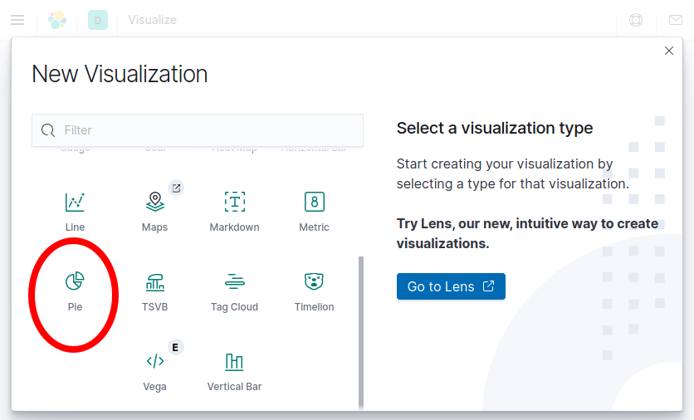 D Visualize
New Visualization
Filter
Select a visualization type
Start creating your visualization by
selecting a type for that visualization.
Try Lens, our new, intuitive way to create
visualizations.
Go to Lens
Line Maps Markdown Metric
Pie TSVB Tag Cloud Timelion
E
Vega Vertical Bar